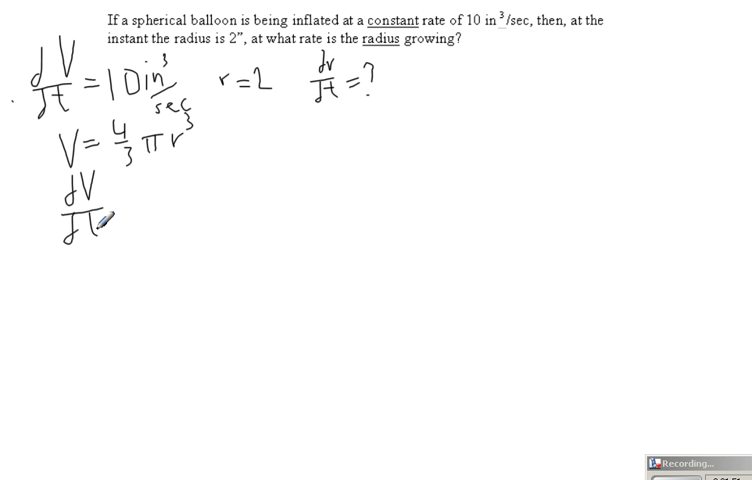 If a spherical balloon is being inflated at a constant rate of 10 in³/sec, then, at the
instant the radius is 2”, at what rate is the radius growing?
dV/dt = 10 in³/sec r = 2 dr/dt = ?
V = 4/3 π r³
dV/dt
Recording...